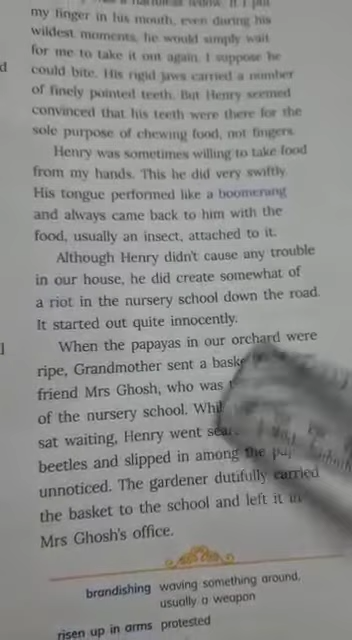 my finger in his mouth, even during his
wildest moments, he would simply wait
for me to take it out again. I suppose he
could bite. His rigid jaws carried a number
of finely pointed teeth. But Henry seemed
convinced that his teeth were there for the
sole purpose of chewing food, not fingers.
Henry was sometimes willing to take food
from my hands. This he did very swiftly.
His tongue performed like a boomerang
and always came back to him with the
food, usually an insect, attached to it.
Although Henry didn't cause any trouble
in our house, he did create somewhat of
a riot in the nursery school down the road.
It started out quite innocently.
When the papayas in our orchard were
ripe, Grandmother sent a
friend Mrs Ghosh, who was
of the nursery school.
sat waiting, Henry went
beetles and slipped in among the
unnoticed. The gardener dutifully carried
the basket to the school and left it in
Mrs Ghosh's office.
brandishing waving something around,
usually a weapon
risen up in arms protested